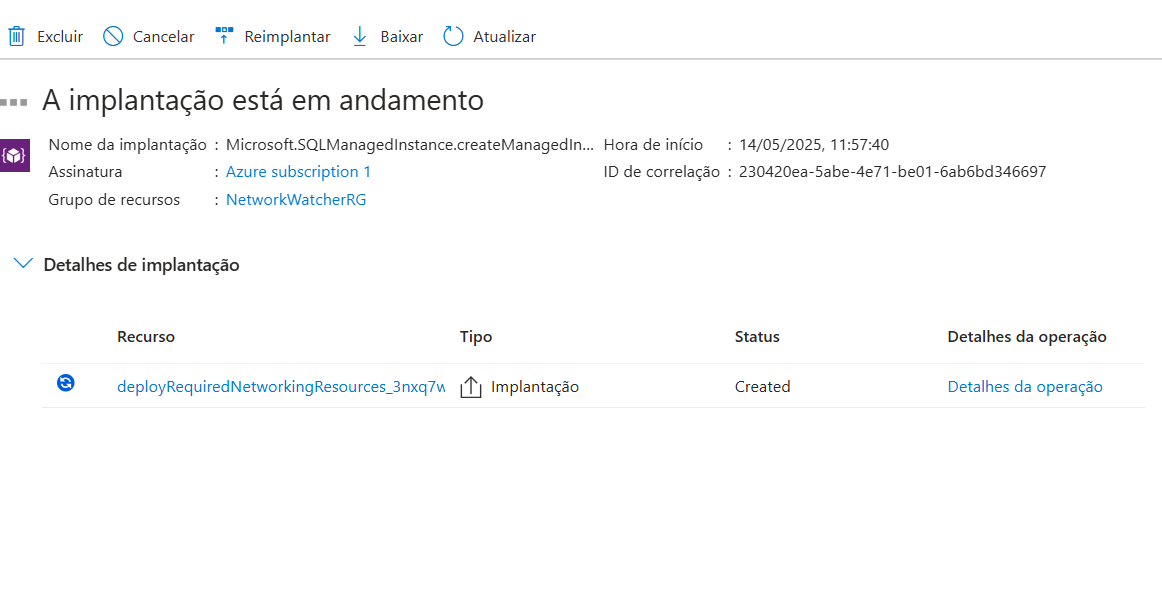 Excluir Cancelar Reimplantar Baixar Atualizar
A implantação está em andamento
Nome da implantação : Microsoft.SQLManagedInstance.createManagedIn... Hora de início : 14/05/2025, 11:57:40
Assinatura : Azure subscription 1 ID de correlação : 230420ea-5abe-4e71-be01-6ab6bd346697
Grupo de recursos : NetworkWatcherRG
Detalhes de implantação
Recurso Tipo Status Detalhes da operação
deployRequiredNetworkingResources_3nxq7w Implantação Created Detalhes da operação